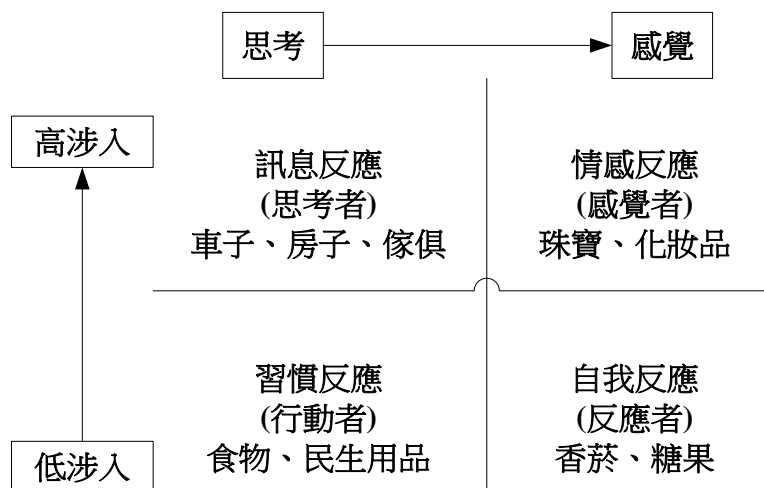 思考
感覺
高涉入
訊息反應
(思考者)
車子、房子、傢俱
情感反應
(感覺者)
珠寶、化妝品
習慣反應
(行動者)
食物、民生用品
自我反應
(反應者)
香菸、糖果
低涉入